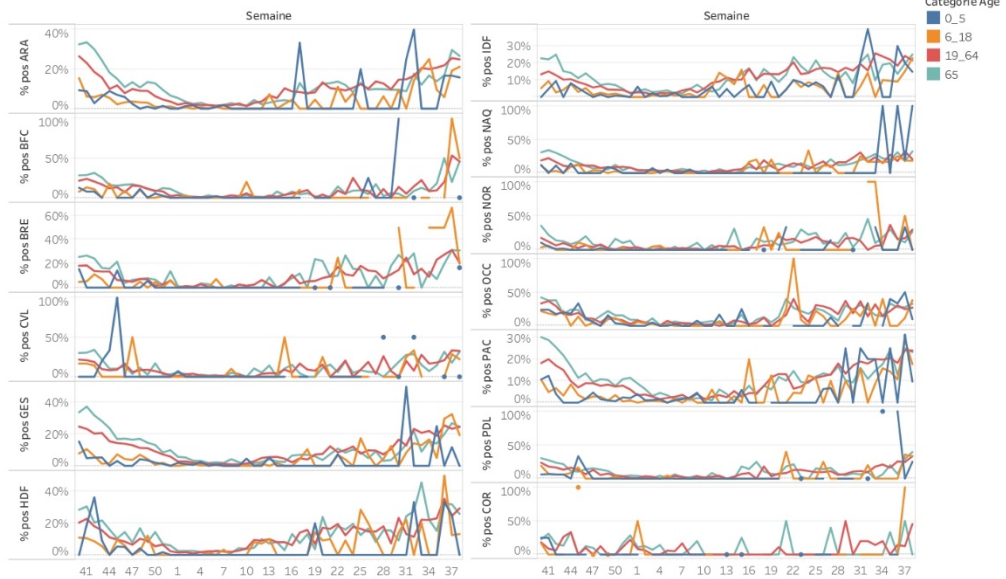 Semaine
% pos ARA
40%
20%
0%
% pos BFC
100%
50%
0%
% pos BRE
60%
40%
20%
0%
% pos CVL
100%
50%
0%
% pos GES
40%
20%
0%
% pos HDF
40%
20%
0%
41 44 47 50 1 4 7 10 13 16 19 22 25 28 31 34 37
Semaine
% pos IDF
30%
20%
10%
0%
% pos NAQ
100%
50%
0%
% pos NOR
100%
50%
0%
% pos OCC
100%
50%
0%
% pos PAC
30%
20%
10%
0%
% pos PDL
100%
50%
0%
% pos COR
100%
50%
0%
41 44 47 50 1 4 7 10 13 16 19 22 25 28 31 34 37
Catégorie Age
0_5
6_18
19_64
65